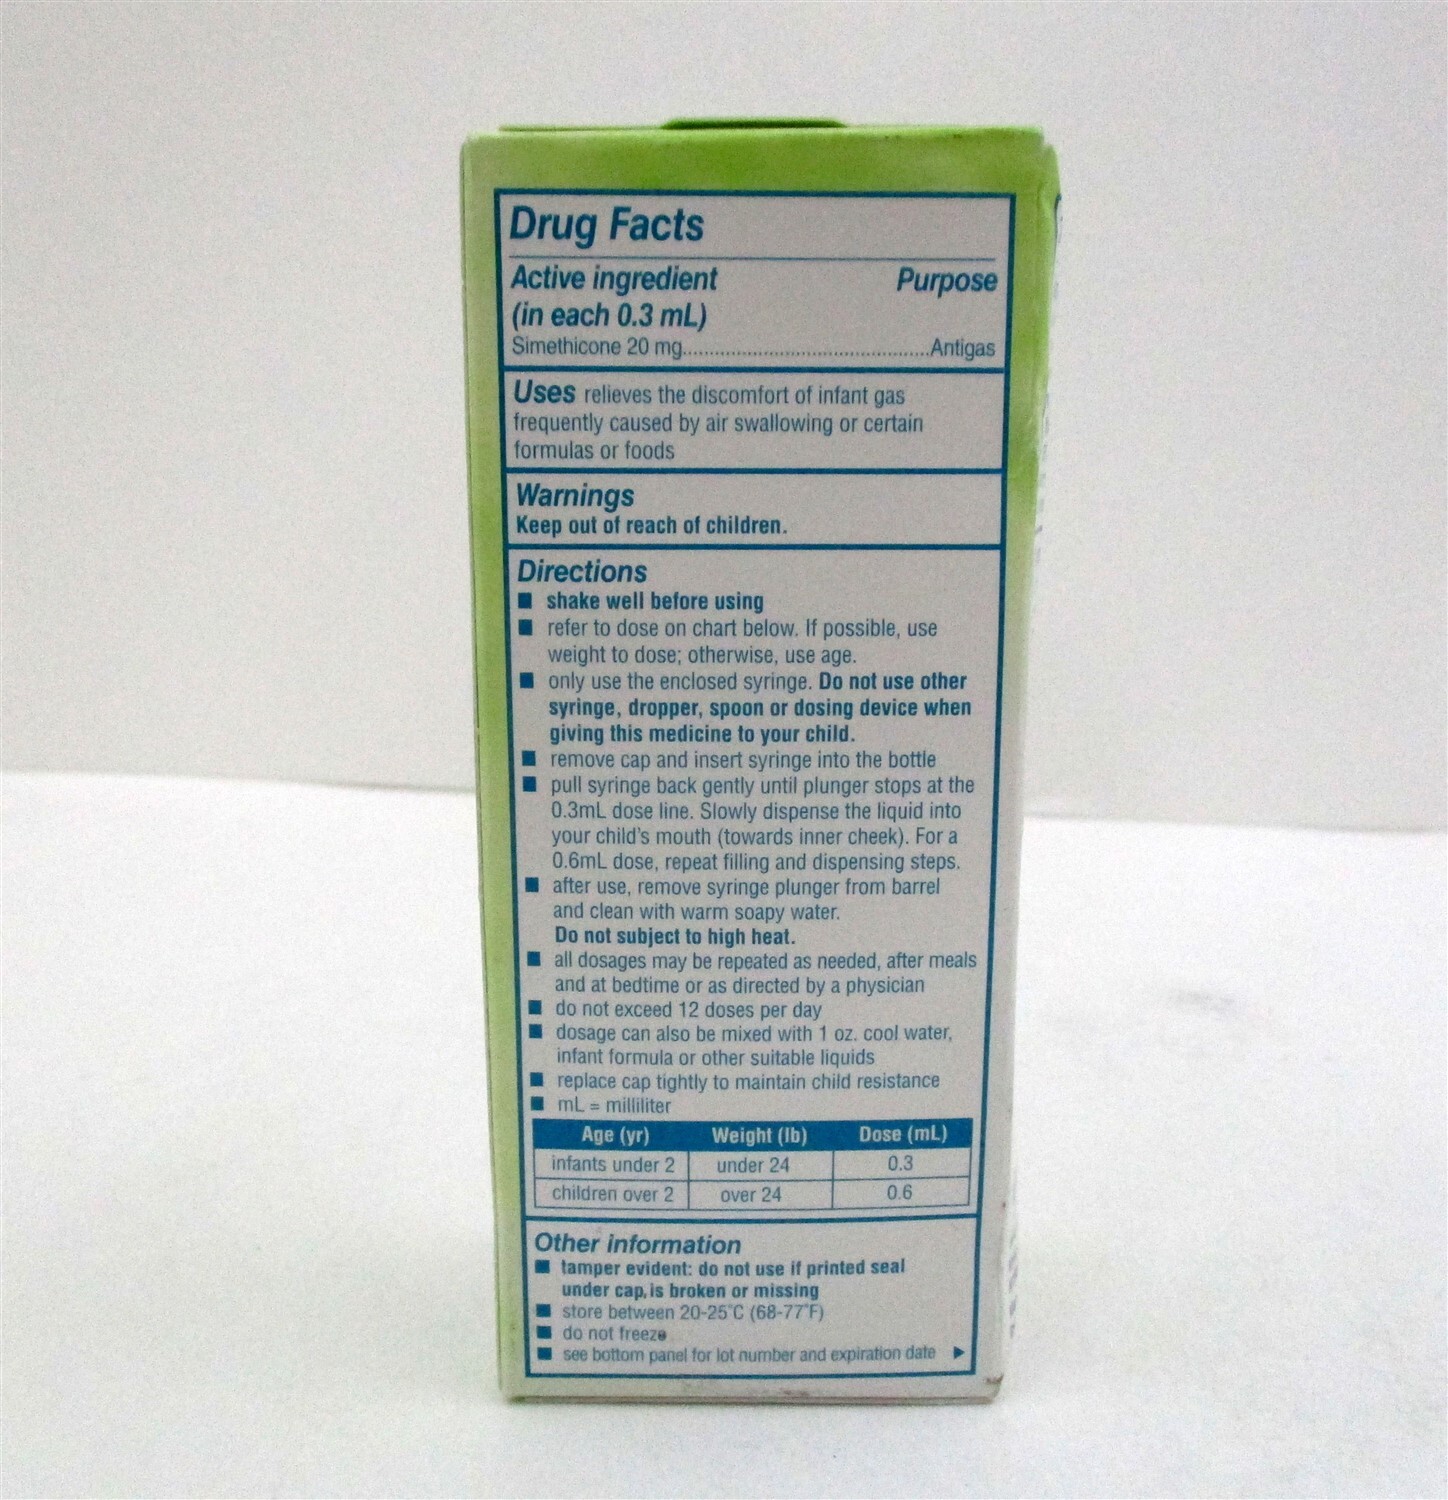 Drug Facts
Active ingredient Purpose
(in each 0.3 mL)
Simethicone 20 mg..............................................Antigas
Uses relieves the discomfort of infant gas
frequently caused by air swallowing or certain
formulas or foods
Warnings
Keep out of reach of children.
Directions
■ shake well before using
■ refer to dose on chart below. If possible, use
weight to dose; otherwise, use age.
■ only use the enclosed syringe. Do not use other
syringe, dropper, spoon or dosing device when
giving this medicine to your child.
■ remove cap and insert syringe into the bottle
■ pull syringe back gently until plunger stops at the
0.3mL dose line. Slowly dispense the liquid into
your child's mouth (towards inner cheek). For a
0.6mL dose, repeat filling and dispensing steps.
■ after use, remove syringe plunger from barrel
and clean with warm soapy water.
Do not subject to high heat.
■ all dosages may be repeated as needed, after meals
and at bedtime or as directed by a physician
■ do not exceed 12 doses per day
■ dosage can also be mixed with 1 oz. cool water,
infant formula or other suitable liquids
■ replace cap tightly to maintain child resistance
■ mL = milliliter
Age (yr) Weight (lb) Dose (mL)
infants under 2 under 24 0.3
children over 2 over 24 0.6
Other information
■ tamper evident: do not use if printed seal
under cap, is broken or missing
■ store between 20-25°C (68-77°F)
■ do not freeze
■ see bottom panel for lot number and expiration date ▶